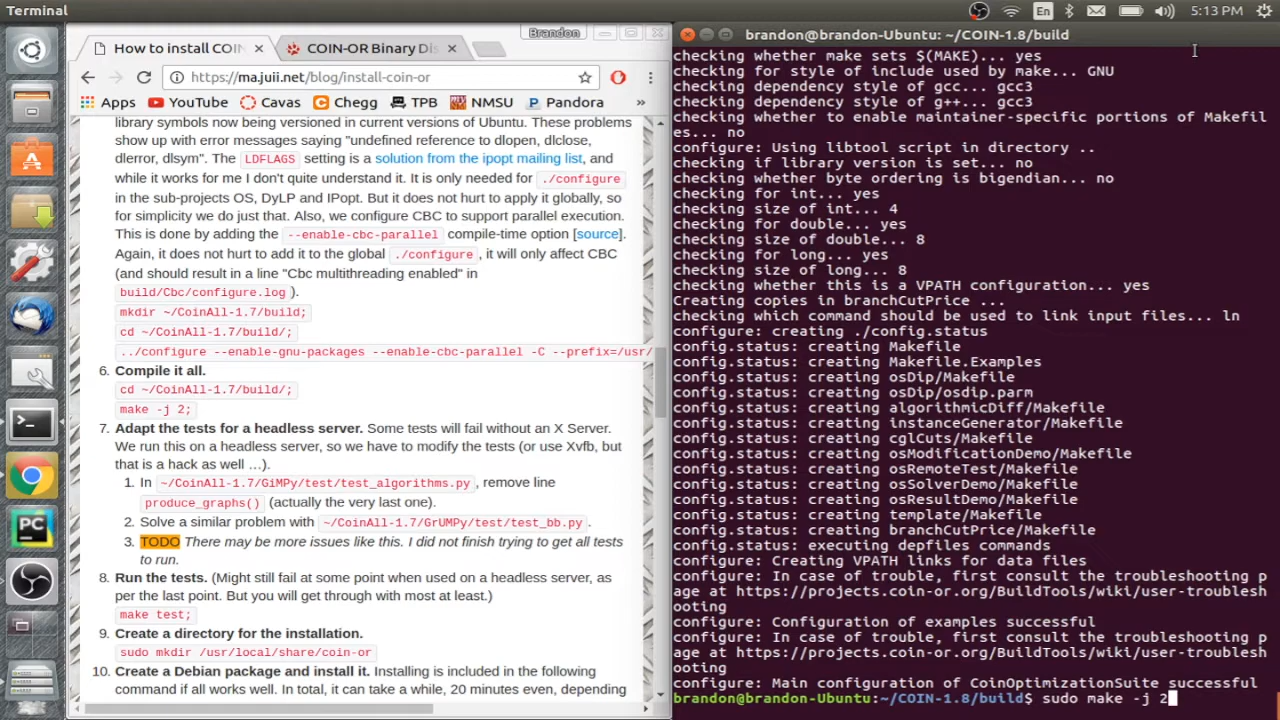 Terminal
En
5:13 PM
How to install COIN
COIN-OR Binary Dis
Brandon
https://ma.juii.net/blog/install-coin-or
Apps YouTube Cavas Chegg TPB NMSU Pandora »
library symbols now being versioned in current versions of Ubuntu. These problems
show up with error messages saying "undefined reference to dlopen, dlclose,
dlerror, dlsym". The LDFLAGS setting is a solution from the ipopt mailing list, and
while it works for me I don't quite understand it. It is only needed for ./configure
in the sub-projects OS, DyLP and IPopt. But it does not hurt to apply it globally, so
for simplicity we do just that. Also, we configure CBC to support parallel execution.
This is done by adding the --enable-cbc-parallel compile-time option [source].
Again, it does not hurt to add it to the global ./configure, it will only affect CBC
(and should result in a line "Cbc multithreading enabled" in
build/Cbc/configure.log).
mkdir ~/CoinAll-1.7/build;
cd ~/CoinAll-1.7/build/;
../configure --enable-gnu-packages --enable-cbc-parallel -C --prefix=/usr/
6. Compile it all.
cd ~/CoinAll-1.7/build/;
make -j 2;
7. Adapt the tests for a headless server. Some tests will fail without an X Server.
We run this on a headless server, so we have to modify the tests (or use Xvfb, but
that is a hack as well …).
1. In ~/CoinAll-1.7/GiMPy/test/test_algorithms.py, remove line
produce_graphs() (actually the very last one).
2. Solve a similar problem with ~/CoinAll-1.7/GrUMPy/test/test_bb.py.
3. TODO There may be more issues like this. I did not finish trying to get all tests
to run.
8. Run the tests. (Might still fail at some point when used on a headless server, as
per the last point. But you will get through with most at least.)
make test;
9. Create a directory for the installation.
sudo mkdir /usr/local/share/coin-or
10. Create a Debian package and install it. Installing is included in the following
command if all works well. In total, it can take a while, 20 minutes even, depending
brandon@brandon-Ubuntu: ~/COIN-1.8/build
checking whether make sets $(MAKE)... yes
checking for style of include used by make... GNU
checking dependency style of gcc... gcc3
checking dependency style of g++... gcc3
checking whether to enable maintainer-specific portions of Makefil
es... no
configure: Using libtool script in directory ..
checking if library version is set... no
checking whether byte ordering is bigendian... no
checking for int... yes
checking size of int... 4
checking for double... yes
checking size of double... 8
checking for long... yes
checking size of long... 8
checking whether this is a VPATH configuration... yes
Creating copies in branchCutPrice ...
checking which command should be used to link input files... ln
configure: creating ./config.status
config.status: creating Makefile
config.status: creating Makefile.Examples
config.status: creating osDip/Makefile
config.status: creating osDip/osdip.parm
config.status: creating algorithmicDiff/Makefile
config.status: creating instanceGenerator/Makefile
config.status: creating cglCuts/Makefile
config.status: creating osModificationDemo/Makefile
config.status: creating osRemoteTest/Makefile
config.status: creating osSolverDemo/Makefile
config.status: creating osResultDemo/Makefile
config.status: creating template/Makefile
config.status: creating branchCutPrice/Makefile
config.status: executing depfiles commands
configure: Creating VPATH links for data files
configure: In case of trouble, first consult the troubleshooting p
age at https://projects.coin-or.org/BuildTools/wiki/user-troublesh
ooting
configure: Configuration of examples successful
configure: In case of trouble, first consult the troubleshooting p
age at https://projects.coin-or.org/BuildTools/wiki/user-troublesh
ooting
configure: Main configuration of CoinOptimizationSuite successful
brandon@brandon-Ubuntu:~/COIN-1.8/build$ sudo make -j 2
PC